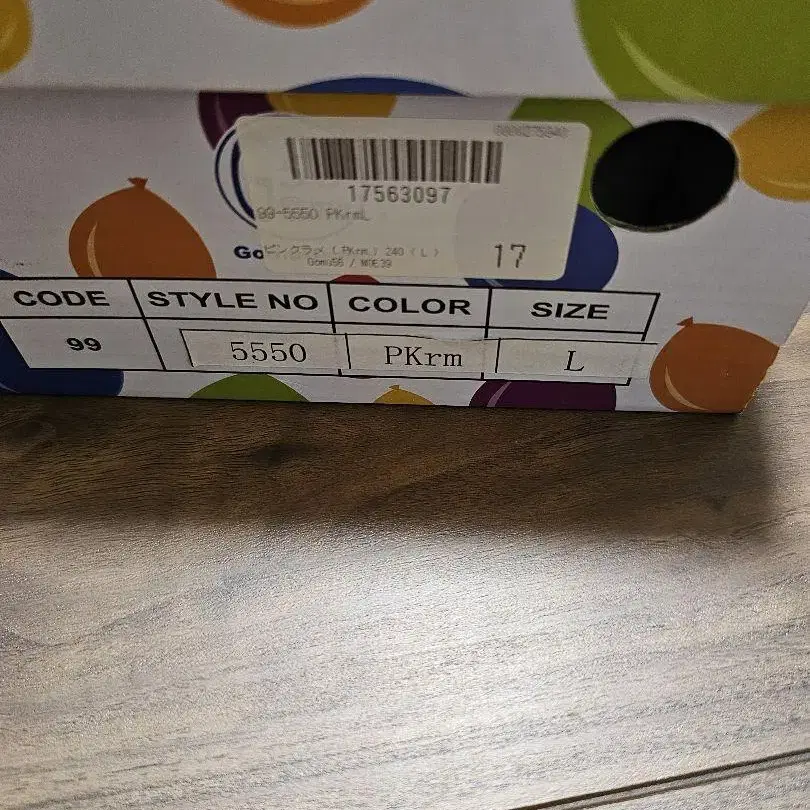 17563097
99-5550 PKrmL
Go
ピンクラメ (PKrm) 240 (L)
17
CODE STYLE NO COLOR SIZE
99 5550 PKrm L